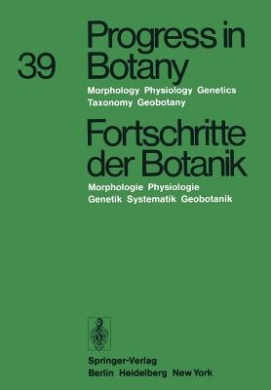 39
Progress in
Botany
Morphology Physiology Genetics
Taxonomy Geobotany
Fortschritte
der Botanik
Morphologie Physiologie
Genetik Systematik Geobotanik
Springer-Verlag
Berlin Heidelberg New York